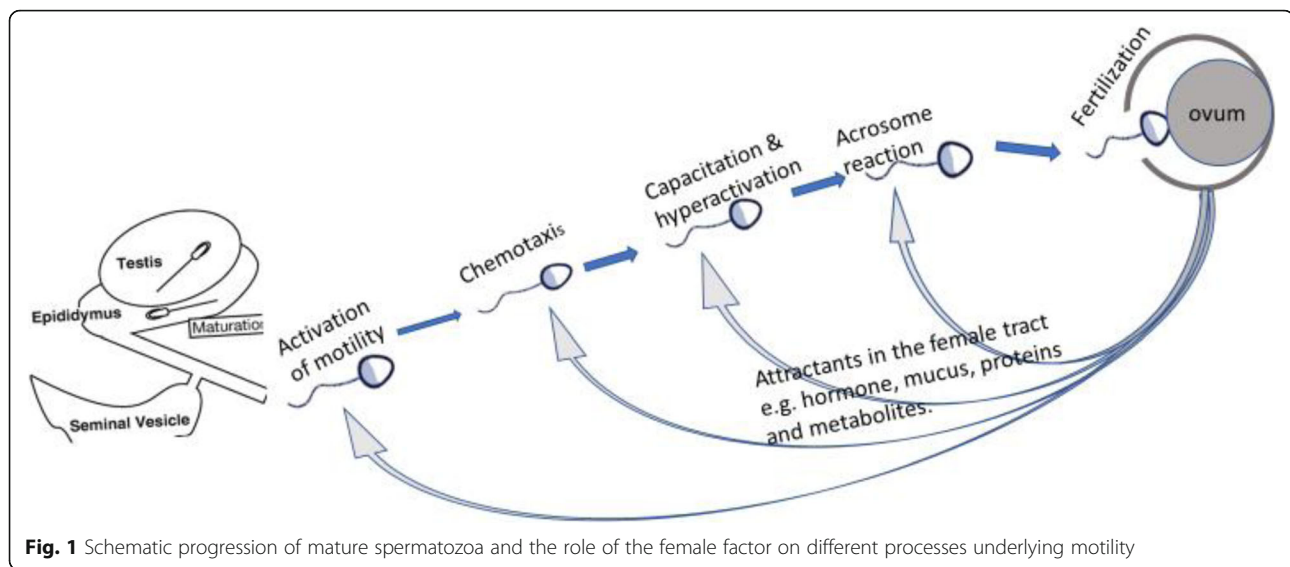 Testis
Epididymus
Maturation
Seminal Vesicle
Activation
of motility
Chemotaxis
Capacitation &
hyperactivation
Acrosome
reaction
Fertilization
ovum
Attractants in the female tract
e.g. hormone, mucus, proteins
and metabolites.
Fig. 1 Schematic progression of mature spermatozoa and the role of the female factor on different processes underlying motility